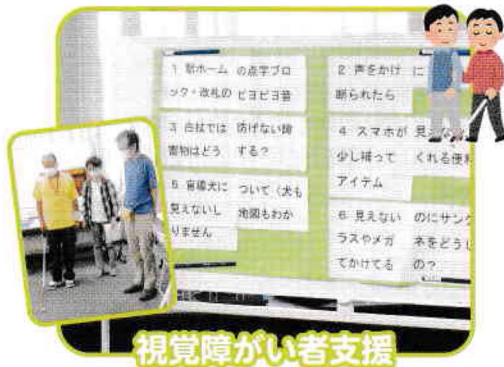 1 駅ホーム の点字ブロ
ック・改札の ピヨピヨ音
2 声をかけ に
断られたら
3 白杖では 防げない障
害物はどう する？
4 スマホが 見え
少し補って くれる便
アイテム
5 盲導犬に ついて（犬も
見えないし 地図もわか
りません
6 見えない のにサング
ラスやメガ ネをどうし
てかけてる の？
視覚障がい者支援